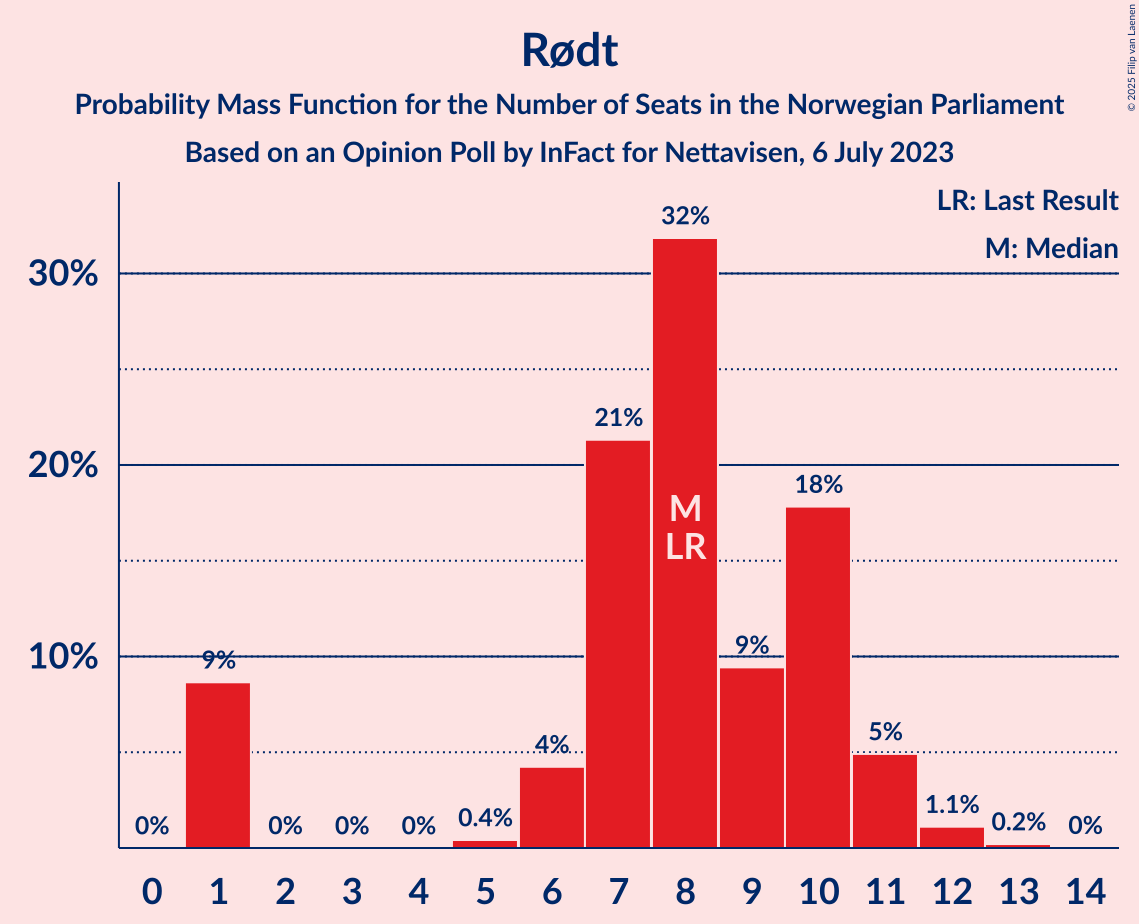 Rødt
Probability Mass Function for the Number of Seats in the Norwegian Parliament
Based on an Opinion Poll by InFact for Nettavisen, 6 July 2023
© 2025 Filip van Laenen
LR: Last Result
M: Median
30%
20%
10%
0%
9%
0%
0%
0%
0.4%
4%
21%
32%
9%
18%
5%
1.1%
0.2%
0%
M
LR
0 1 2 3 4 5 6 7 8 9 10 11 12 13 14